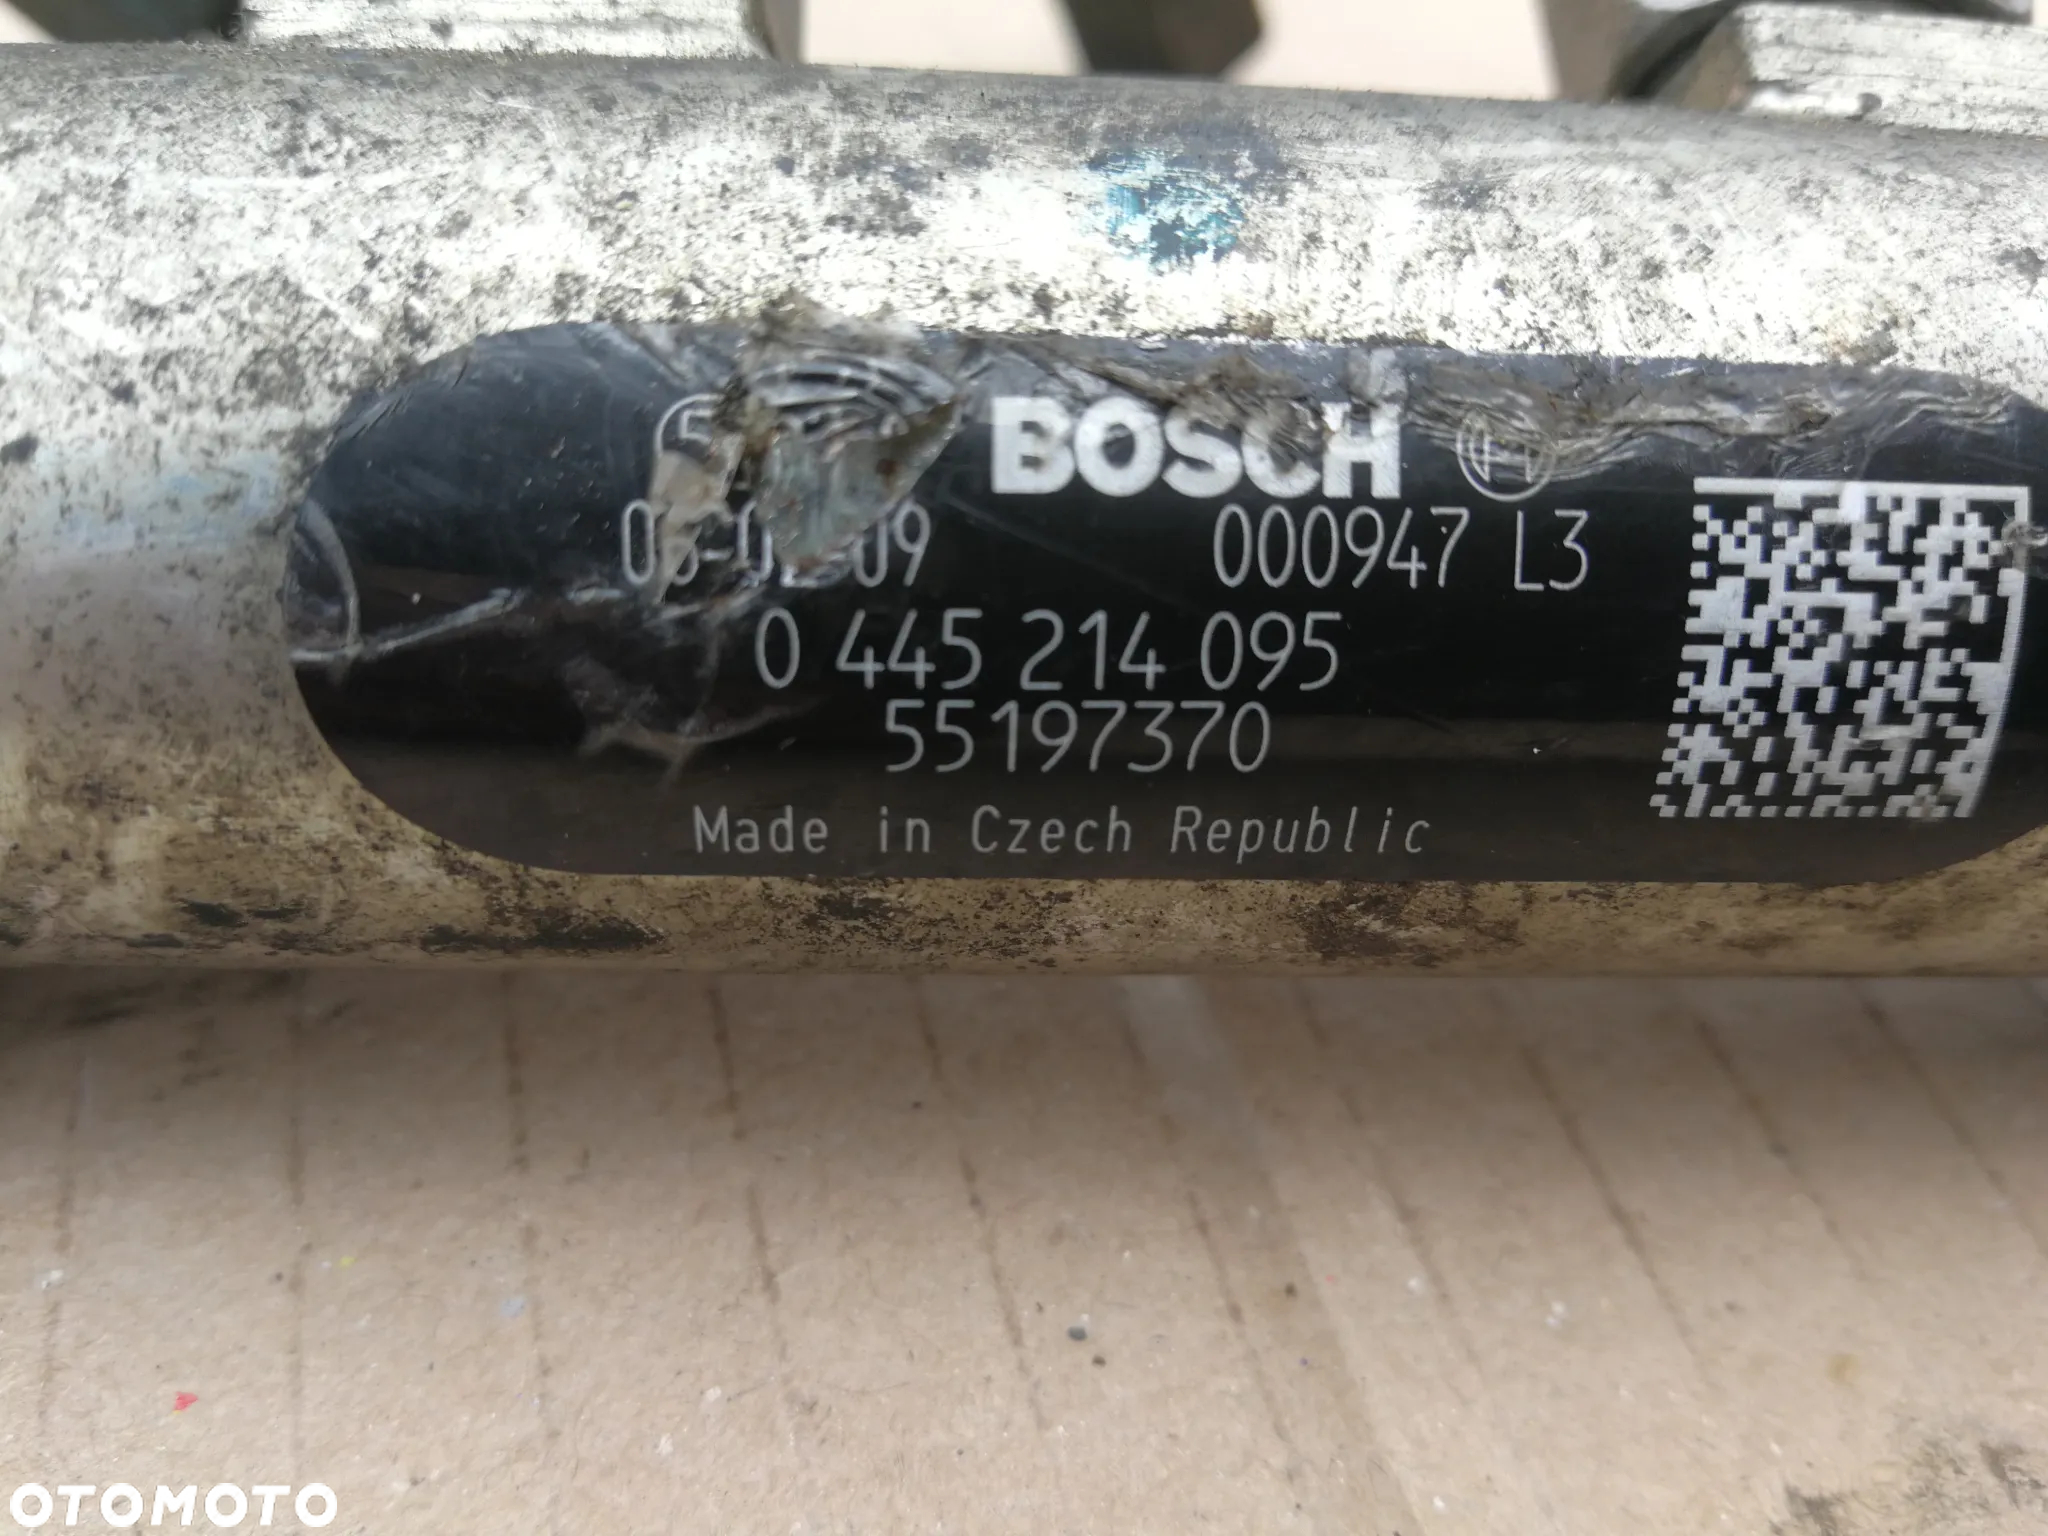 BOSCH
000947 L3
0 445 214 095
55197370
Made in Czech Republic
OTOMOTO